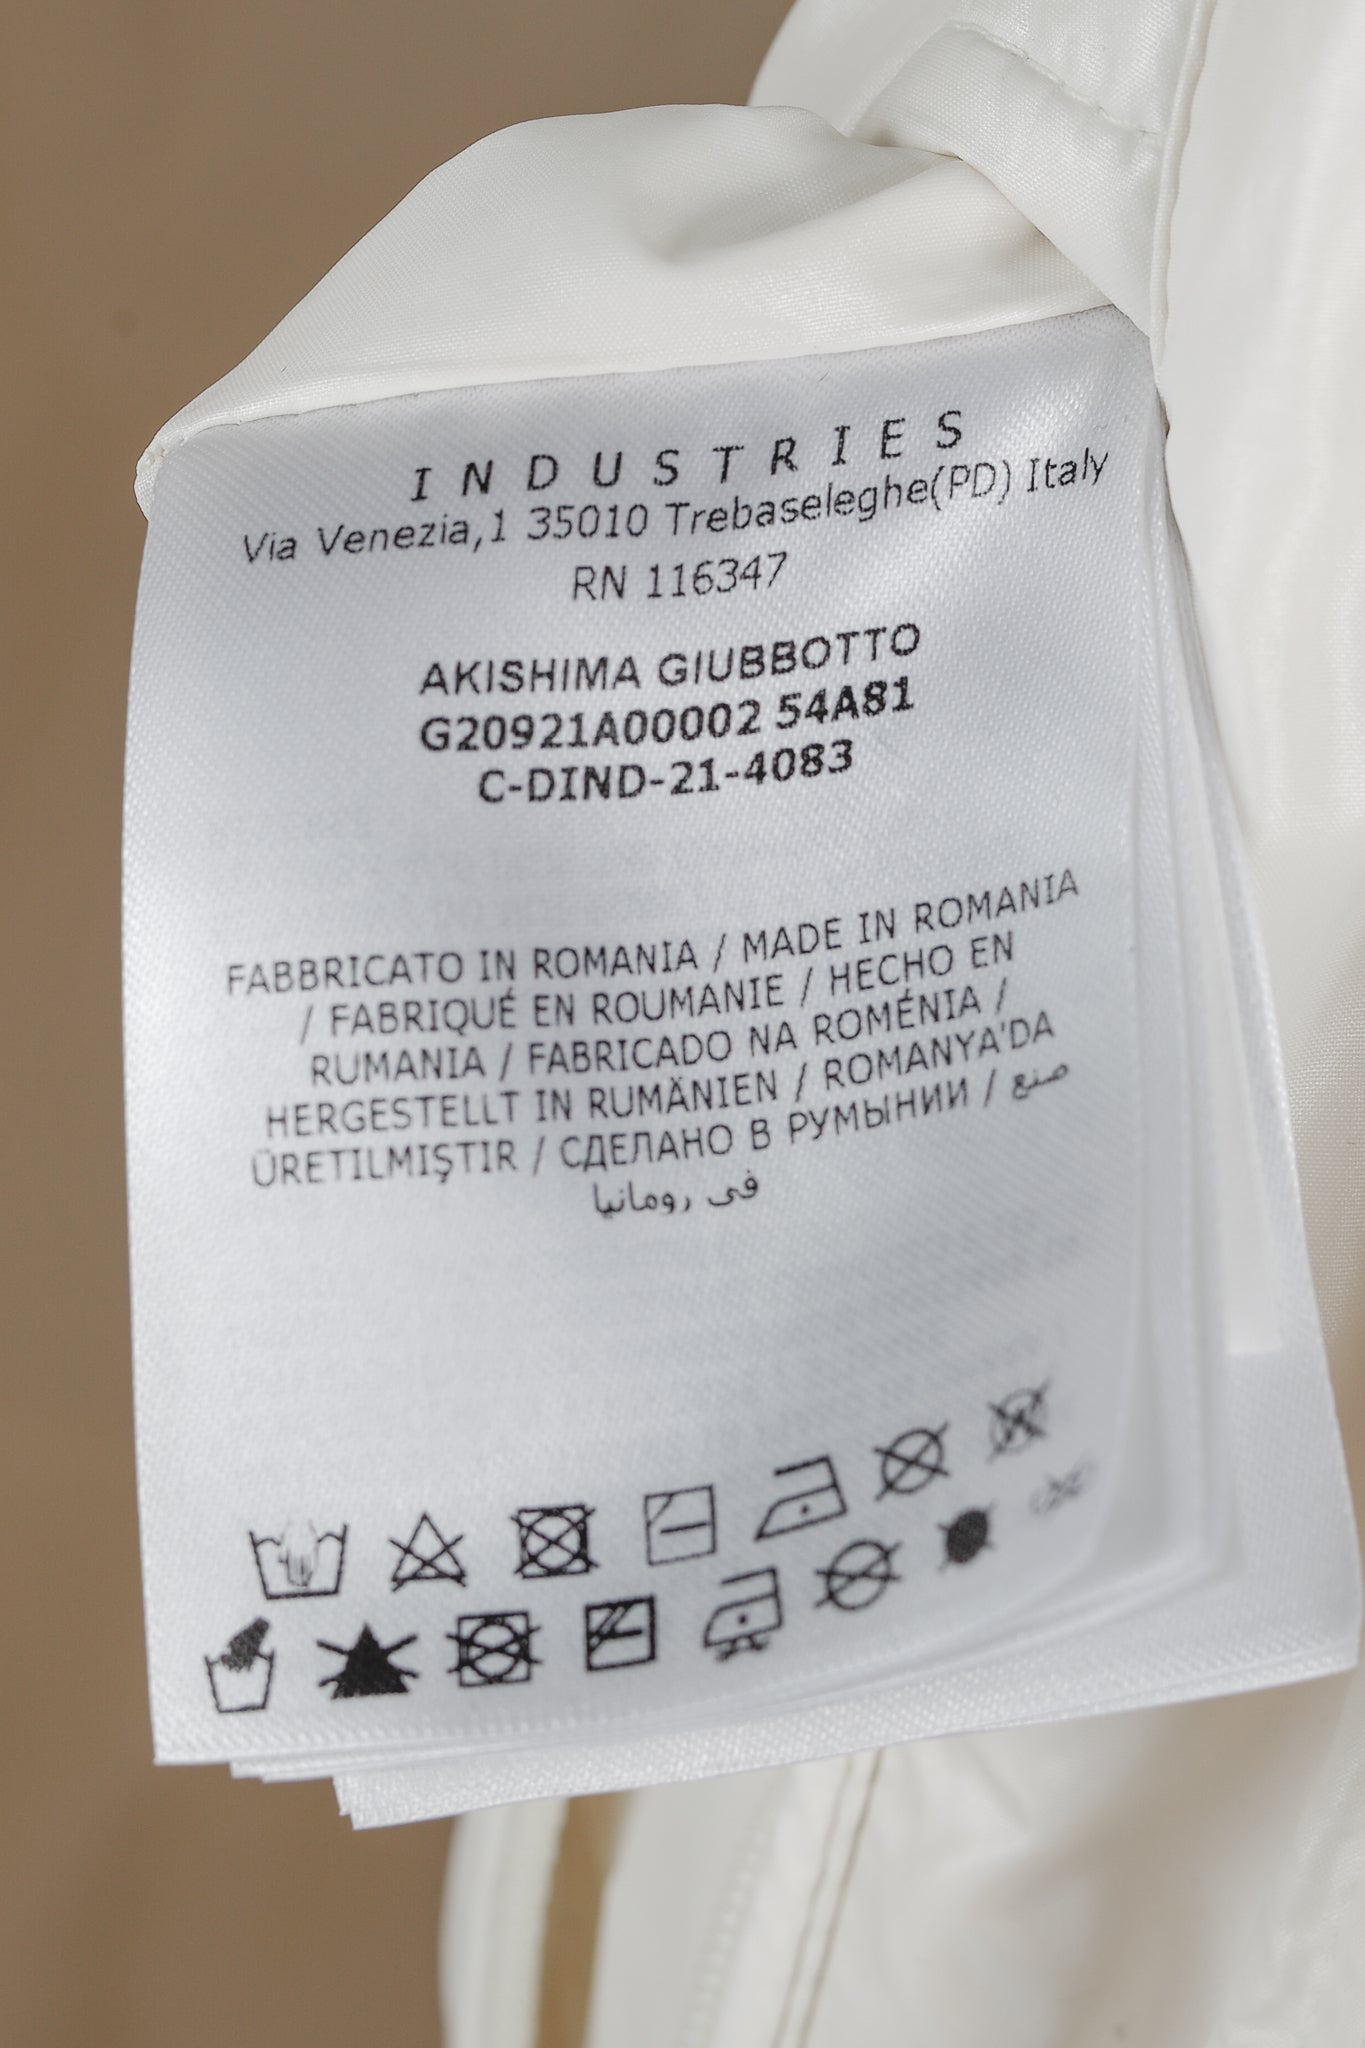 INDUSTRIES
Via Venezia,1 35010 Trebaseleghe(PD) Italy
RN 116347
AKISHIMA GIUBBOTTO
G20921A00002 54A81
C-DIND-21-4083
FABBRICATO IN ROMANIA / MADE IN ROMANIA
/ FABRIQUÉ EN ROUMANIE / HECHO EN
RUMANIA / FABRICADO NA ROMÉNIA /
HERGESTELLT IN RUMÄNIEN / ROMANYA'DA
ÜRETILMIŞTIR / СДЕЛАНО В РУМЫНИИ / صنع
في رومانيا